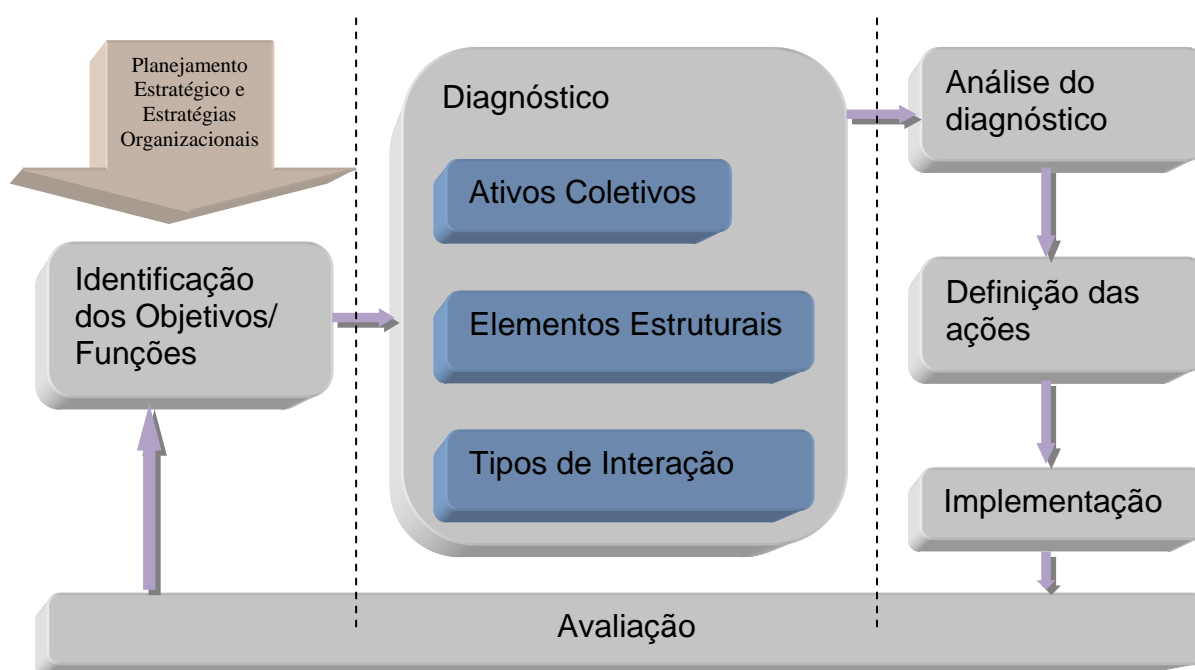 Planejamento
Estratégico e
Estratégias
Organizacionais
Identificação
dos Objetivos/
Funções
Diagnóstico
Ativos Coletivos
Elementos Estruturais
Tipos de Interação
Análise do
diagnóstico
Definição das
ações
Implementação
Avaliação